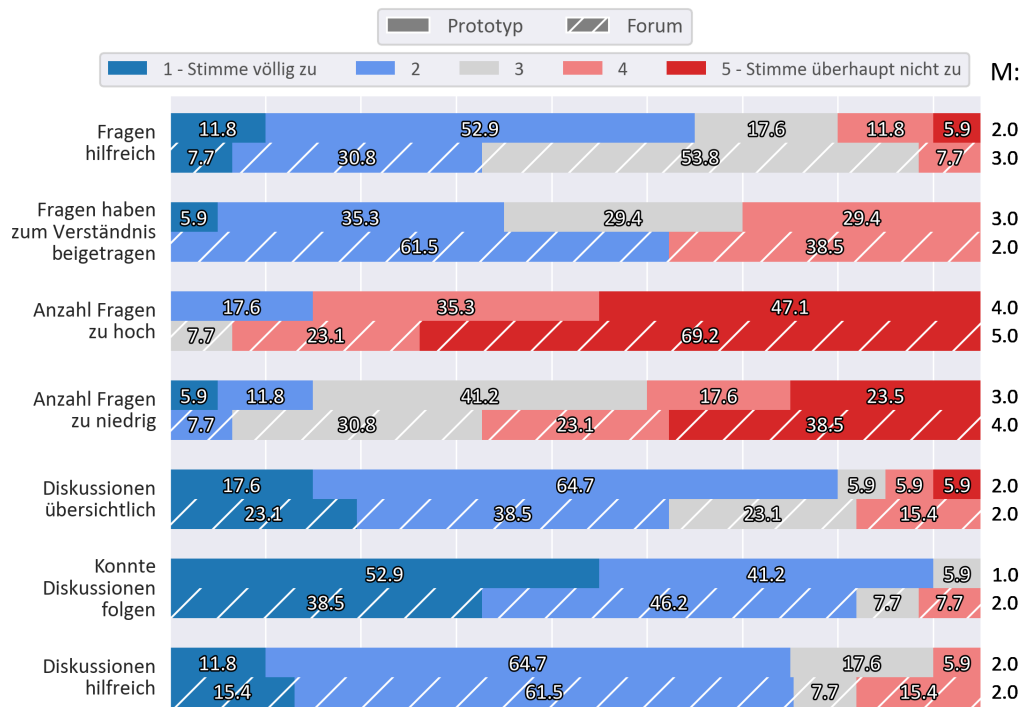 Prototyp Forum
1 - Stimme völlig zu 2 3 4 5 - Stimme überhaupt nicht zu M:
Fragen
hilfreich
11.8 52.9 17.6 11.8 5.9 2.0
7.7 30.8 53.8 7.7 3.0
Fragen haben
zum Verständnis
beigetragen
5.9 35.3 29.4 29.4 3.0
61.5 38.5 2.0
Anzahl Fragen
zu hoch
17.6 35.3 47.1 4.0
7.7 23.1 69.2 5.0
Anzahl Fragen
zu niedrig
5.9 11.8 41.2 17.6 23.5 3.0
7.7 30.8 23.1 38.5 4.0
Diskussionen
übersichtlich
17.6 64.7 5.9 5.9 5.9 2.0
23.1 38.5 23.1 15.4 2.0
Konnte
Diskussionen
folgen
52.9 41.2 5.9 1.0
38.5 46.2 7.7 7.7 2.0
Diskussionen
hilfreich
11.8 64.7 17.6 5.9 2.0
15.4 61.5 7.7 15.4 2.0